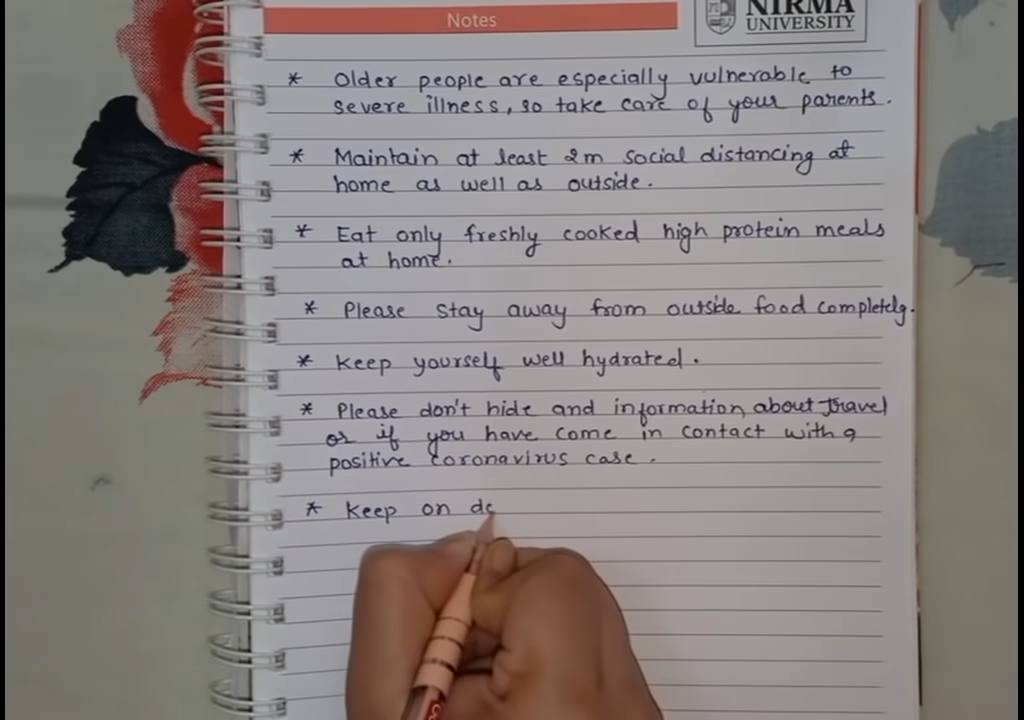 Notes
NIRMA
UNIVERSITY
* Older people are especially vulnerable to
severe illness, so take care of your parents.
* Maintain at least 2m social distancing at
home as well as outside.
* Eat only freshly cooked high protein meals
at home.
* Please stay away from outside food completely.
* Keep yourself well hydrated.
* Please don't hide and information about travel
or if you have come in contact with a
positive coronavirus case.
* Keep on